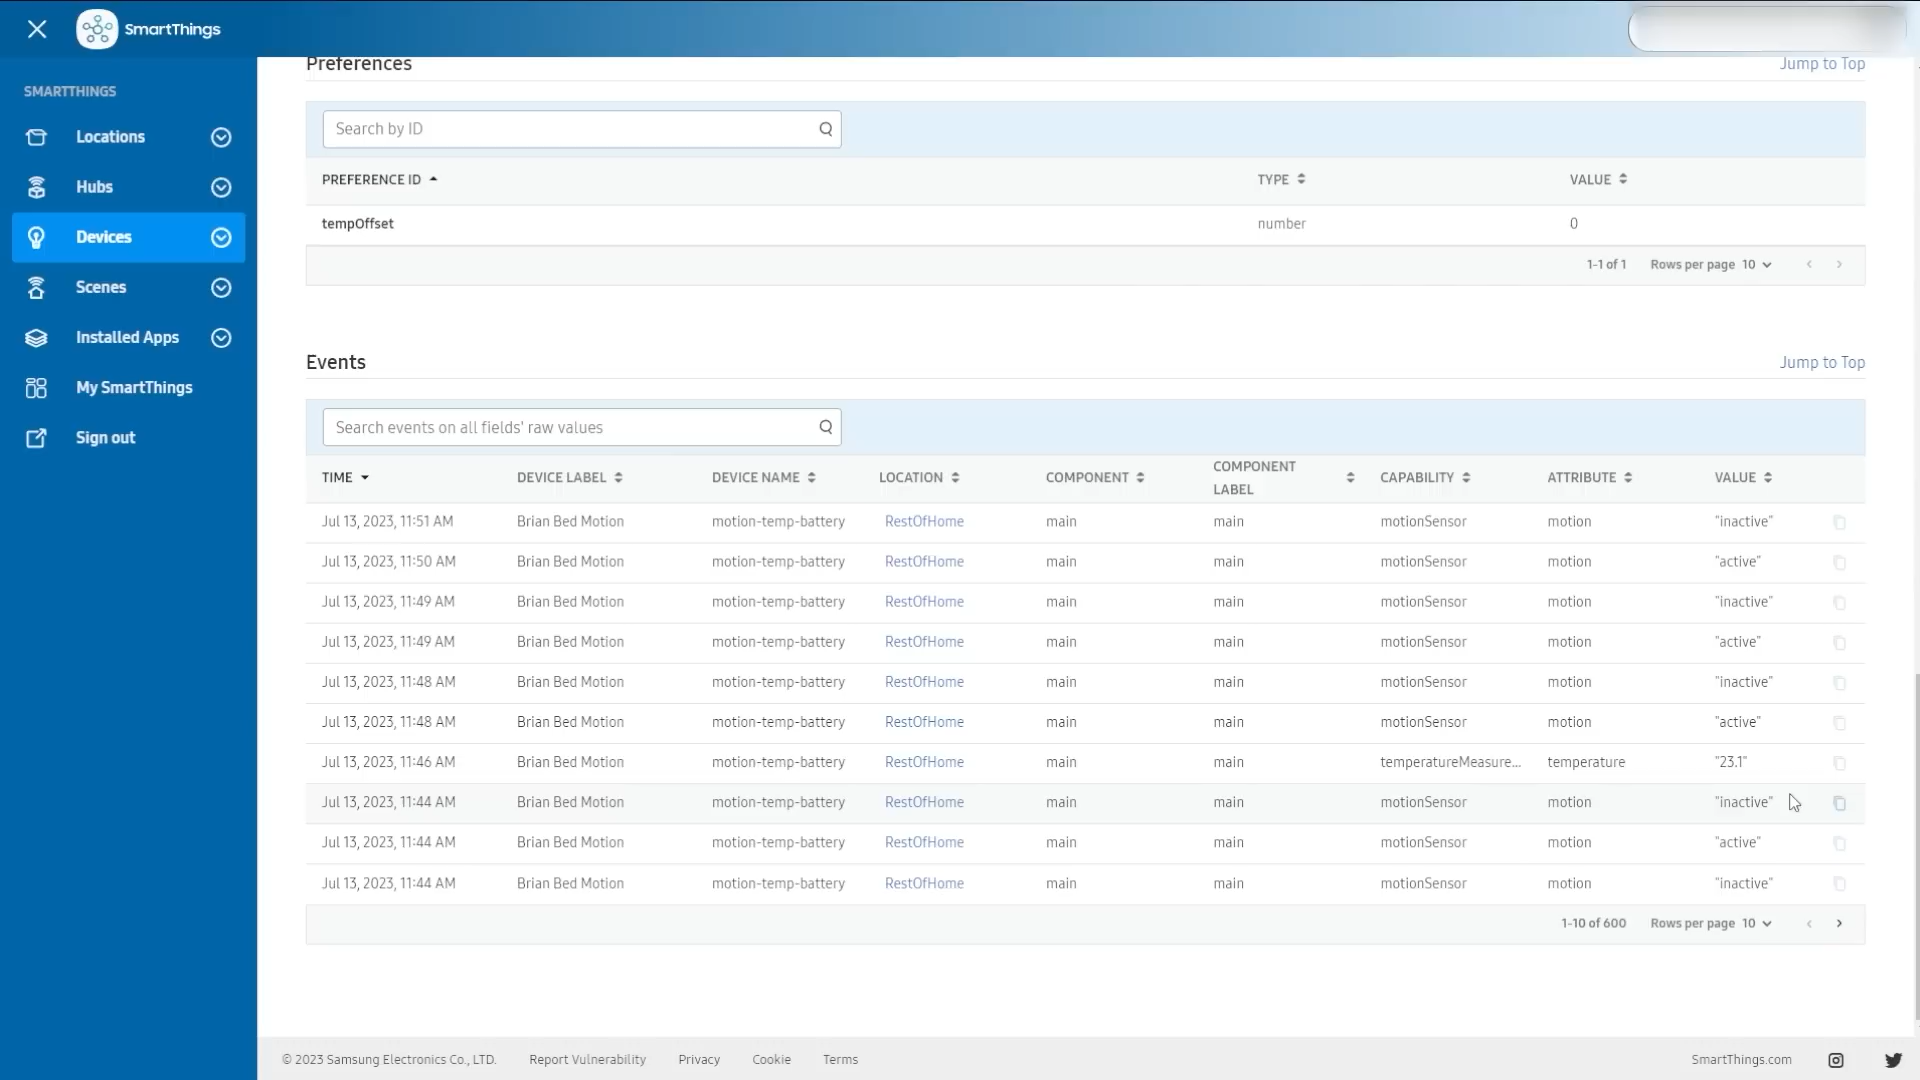 SmartThings
SMARTTHINGS
Locations
Hubs
Devices
Scenes
Installed Apps
My SmartThings
Sign out
Preferences Jump to Top
Search by ID
PREFERENCE ID TYPE VALUE
tempOffset number 0
1-1 of 1 Rows per page 10
Events Jump to Top
Search events on all fields' raw values
TIME DEVICE LABEL DEVICE NAME LOCATION COMPONENT COMPONENT LABEL CAPABILITY ATTRIBUTE VALUE
Jul 13, 2023, 11:51 AM Brian Bed Motion motion-temp-battery RestOfHome main main motionSensor motion "inactive"
Jul 13, 2023, 11:50 AM Brian Bed Motion motion-temp-battery RestOfHome main main motionSensor motion "active"
Jul 13, 2023, 11:49 AM Brian Bed Motion motion-temp-battery RestOfHome main main motionSensor motion "inactive"
Jul 13, 2023, 11:49 AM Brian Bed Motion motion-temp-battery RestOfHome main main motionSensor motion "active"
Jul 13, 2023, 11:48 AM Brian Bed Motion motion-temp-battery RestOfHome main main motionSensor motion "inactive"
Jul 13, 2023, 11:48 AM Brian Bed Motion motion-temp-battery RestOfHome main main motionSensor motion "active"
Jul 13, 2023, 11:46 AM Brian Bed Motion motion-temp-battery RestOfHome main main temperatureMeasure... temperature "23.1"
Jul 13, 2023, 11:44 AM Brian Bed Motion motion-temp-battery RestOfHome main main motionSensor motion "inactive"
Jul 13, 2023, 11:44 AM Brian Bed Motion motion-temp-battery RestOfHome main main motionSensor motion "active"
Jul 13, 2023, 11:44 AM Brian Bed Motion motion-temp-battery RestOfHome main main motionSensor motion "inactive"
1-10 of 600 Rows per page 10
© 2023 Samsung Electronics Co., LTD. Report Vulnerability Privacy Cookie Terms SmartThings.com